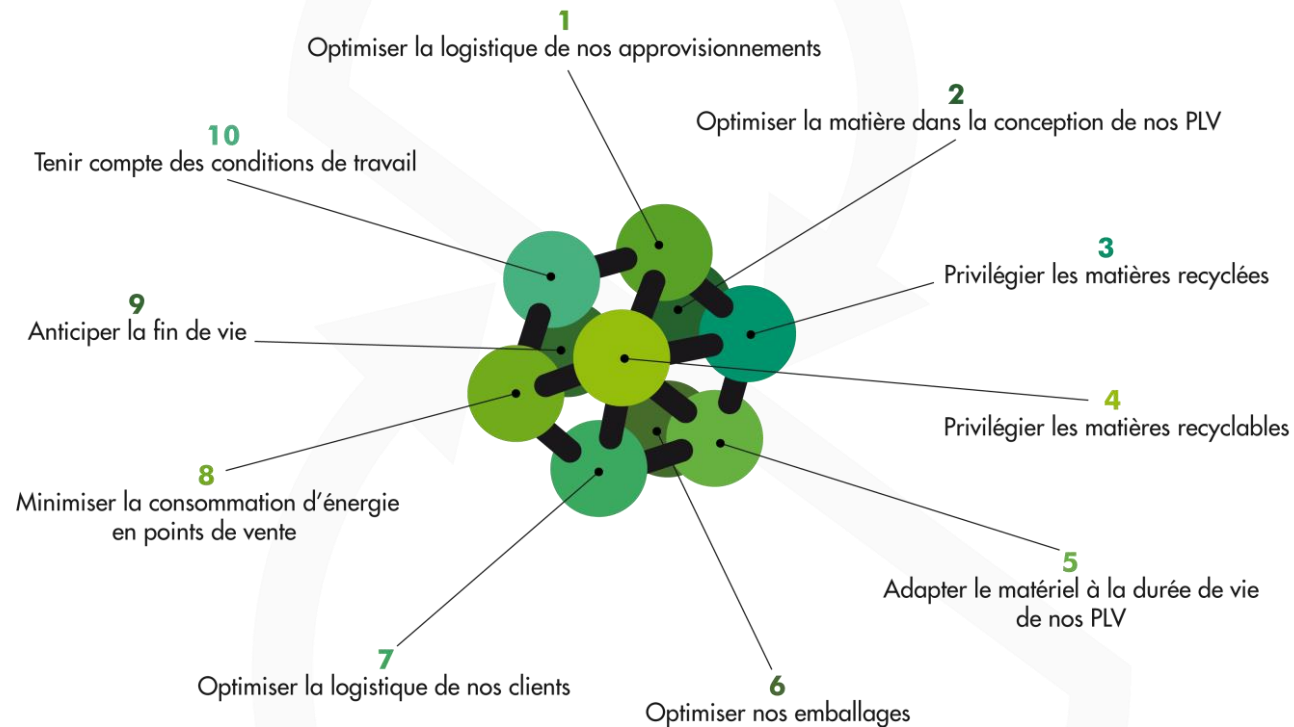 1
Optimiser la logistique de nos approvisionnements
2
Optimiser la matière dans la conception de nos PLV
3
Privilégier les matières recyclées
4
Privilégier les matières recyclables
5
Adapter le matériel à la durée de vie
de nos PLV
6
Optimiser nos emballages
7
Optimiser la logistique de nos clients
8
Minimiser la consommation d'énergie
en points de vente
9
Anticiper la fin de vie
10
Tenir compte des conditions de travail